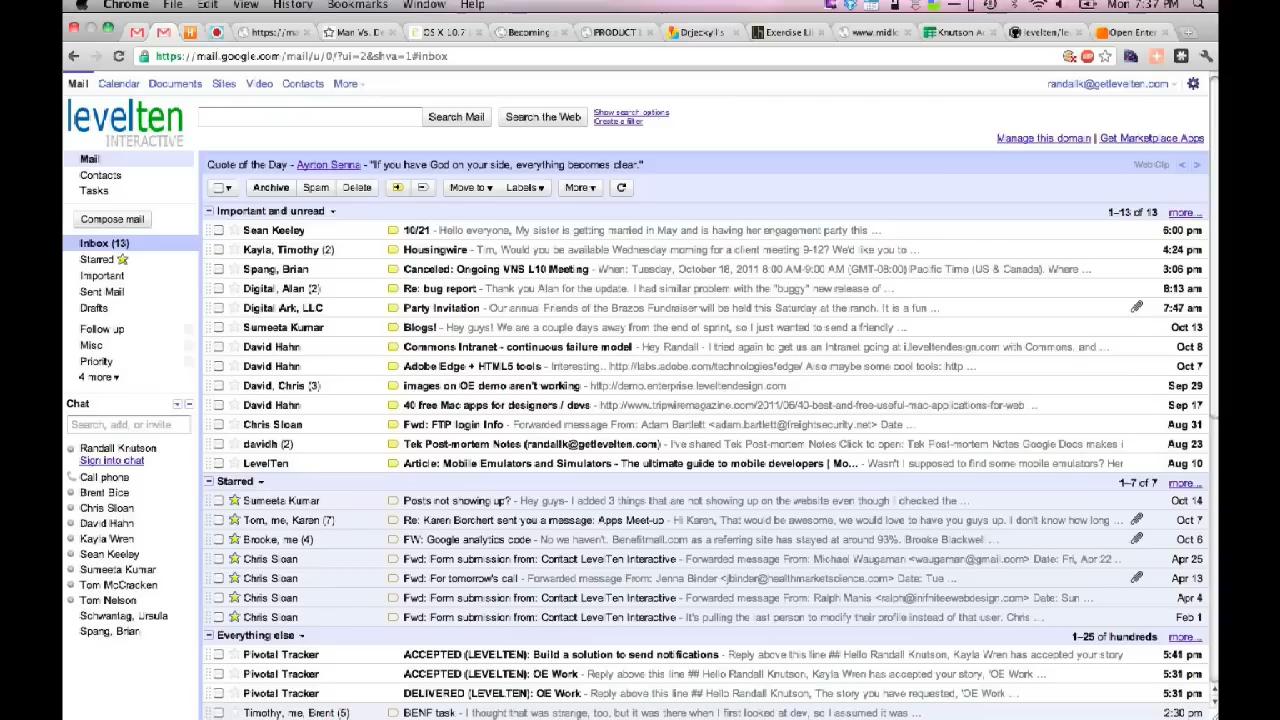 Chrome File Edit View History Bookmarks Window Help Mon 7:37 PM
https://ma Man Vs. De OS X 10.7 Becoming PRODUCT Drjeckylls Exercise Li www.midk Knutson Ac levelten/le Open Enter
https://mail.google.com/mail/u/0/?ui=2&shva=1#inbox
Mail Calendar Documents Sites Video Contacts More randallk@getlevelten.com
levelten INTERACTIVE
Search Mail Search the Web Show search options Create a filter
Manage this domain | Get Marketplace Apps
Mail
Contacts
Tasks
Compose mail
Inbox (13)
Starred
Important
Sent Mail
Drafts
Follow up
Misc
Priority
4 more
Chat
Search, add, or invite
Randall Knutson
Sign into chat
Call phone
Brent Bice
Chris Sloan
David Hahn
Kayla Wren
Sean Keeley
Sumeeta Kumar
Tom McCracken
Tom Nelson
Schwantag, Ursula
Spang, Brian
Quote of the Day - Ayrton Senna - "If you have God on your side, everything becomes clear." Web Clip < >
Archive Spam Delete Move to Labels More
Important and unread 1–13 of 13 more...
Sean Keeley 10/21 - Hello everyone, My sister is getting married in May and is having her engagement party this ... 6:00 pm
Kayla, Timothy (2) Housingwire - Tim, Would you be available Wednesday morning for a client meeting 9-12? We'd like you ... 4:24 pm
Spang, Brian Canceled: Ongoing VNS L10 Meeting - When: Tuesday, October 18, 2011 8:00 AM-9:00 AM (GMT-08:00) Pacific Time (US & Canada). Where ... 3:06 pm
Digital, Alan (2) Re: bug report - Thank you Alan for the update. I had similar problem with the "buggy" new release of ... 8:13 am
Digital Ark, LLC Party Invitation - Our annual Friends of the Brazos Fundraiser will be held this Saturday at the ranch. It is a fun ... 7:47 am
Sumeeta Kumar Blogs! - Hey guys! We are a couple days away from the end of sprint, so I just wanted to send a friendly ... Oct 13
David Hahn Commons Intranet - continuous failure model - Hey Randall - I tried again to get us an Intranet going at i.leveltendesign.com with Commons, and ... Oct 8
David Hahn Adobe Edge + HTML5 tools - Interesting.. http://labs.adobe.com/technologies/edge/ Also maybe some cool tools: http ... Oct 7
David, Chris (3) images on OE demo aren't working - http://demo.enterprise.leveltendesign.com Sep 29
David Hahn 40 free Mac apps for designers / devs - http://www.tripwiremagazine.com/2011/06/40-best-and-free-useful-mac-applications-for-web ... Sep 17
Chris Sloan Fwd: FTP Login Info - Forwarded message From: Adam Bartlett <adam.bartlett@freightsecurity.net> Date: ... Aug 31
davidh (2) Tek Post-mortem Notes (randallk@getlevelten.com) - I've shared Tek Post-mortem Notes Click to open: Tek Post-mortem Notes Google Docs makes i Aug 23
LevelTen Article: Mobile Emulators and Simulators - The ultimate guide to mobile developers | Mo... - Wasn't I supposed to find some mobile emulators? Her Aug 10
Starred 1–7 of 7 more...
Sumeeta Kumar Posts not showing up? - Hey guys- I added 3 things that are not showing up on the website even though I checked the ... Oct 14
Tom, me, Karen (7) Re: Karen Borchert sent you a message: Apps Meet-up - Hi Karen, That would be awesome, we would love to have you guys up. I don't know how long ... Oct 7
Brooke, me (4) FW: Google analytics code - No we haven't. Benefitmall.com as a referring site has stayed at around 93%. Brooke Blackwell ... Oct 6
Chris Sloan Fwd: Form submission from: Contact LevelTen Interactive - Forwarded message From: Michael Waugaman <waugaman@gmail.com> Date: Fri, Apr 22 ... Apr 25
Chris Sloan Fwd: For tomorrow's call - Forwarded message From: Jenna Binder <jbinder@healthmarketscience.com> Date: Tue ... Apr 13
Chris Sloan Fwd: Form submission from: Contact LevelTen Interactive - Forwarded message From: Ralph Manis <ralph@infiniteewebdesign.com> Date: Sun ... Apr 4
Chris Sloan Fwd: Form submission from: Contact LevelTen Interactive - It's pulling the last person to modify their profile instead of that user. Chris ... Feb 1
Everything else 1–25 of hundreds more...
Pivotal Tracker ACCEPTED (LEVELTEN): Build a solution to send notifications - Reply above this line ## Hello Randall Knutson, Kayla Wren has accepted your story 5:41 pm
Pivotal Tracker ACCEPTED (LEVELTEN): OE Work - Reply above this line ## Hello Randall Knutson, Kayla Wren has accepted your story, 'OE Work ... 5:31 pm
Pivotal Tracker DELIVERED (LEVELTEN): OE Work - Reply above this line ## Hello Randall Knutson, The story you have requested, 'OE Work ... 5:31 pm
Timothy, me, Brent (5) BENF task - I thought that was strange, too, but it was there when I first looked at dev, so I assumed it was ... 2:30 pm